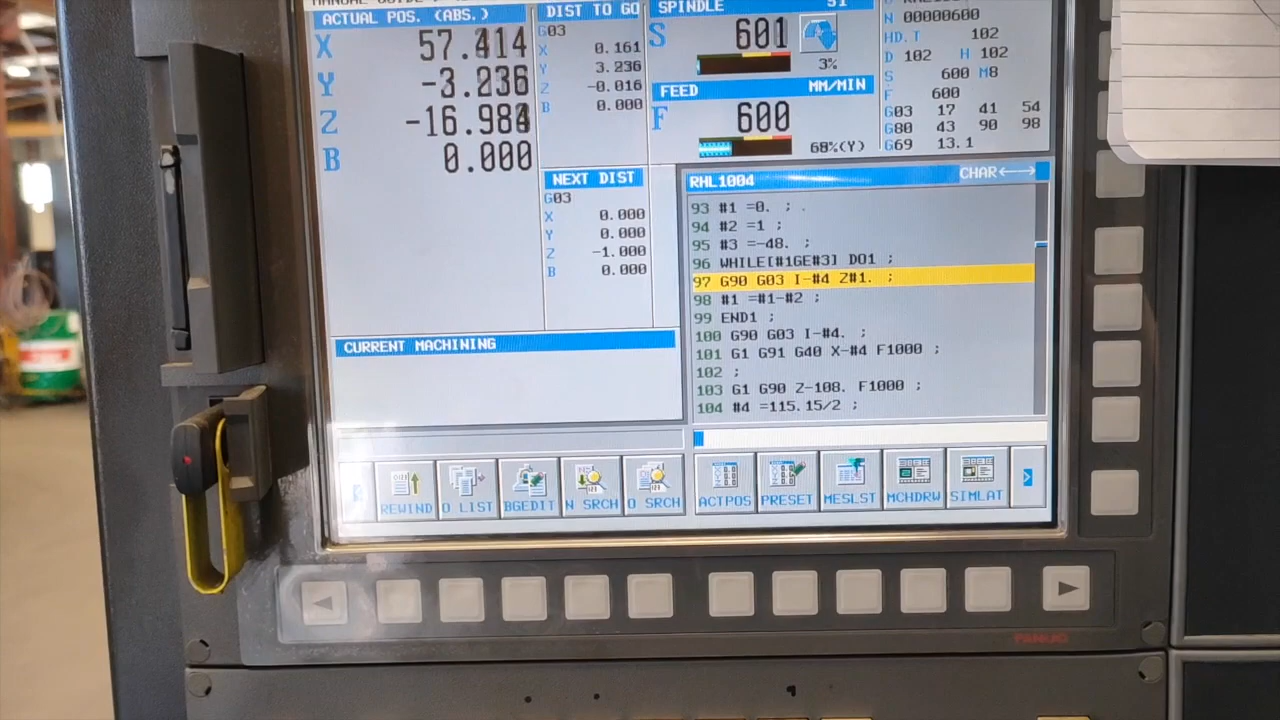 ACTUAL POS. (ABS.)
X 57.414
Y -3.236
Z -16.984
B 0.000
DIST TO GO
G03
X 0.161
Y 3.236
Z -0.016
B 0.000
NEXT DIST
G03
X 0.000
Y 0.000
Z -1.000
B 0.000
SPINDLE S1
S 601
3%
FEED MM/MIN
F 600
68%(Y)
N 00000600
HD.T 102
D 102 H 102
S 600 M8
F 600
G03 17 41 54
G80 43 90 98
G69 13.1
CURRENT MACHINING
RHL1004 CHAR
93 #1 =0. ; .
94 #2 =1 ;
95 #3 =-48. ;
96 WHILE[#1GE#3] DO1 ;
97 G90 G03 I-#4 Z#1. ;
98 #1 =#1-#2 ;
99 END1 ;
100 G90 G03 I-#4. ;
101 G1 G91 G40 X-#4 F1000 ;
102 ;
103 G1 G90 Z-108. F1000 ;
104 #4 =115.15/2 ;
REWIND O LIST BGEDIT N SRCH O SRCH ACTPOS PRESET MESLST MCHDRW SIMLAT
FANUC